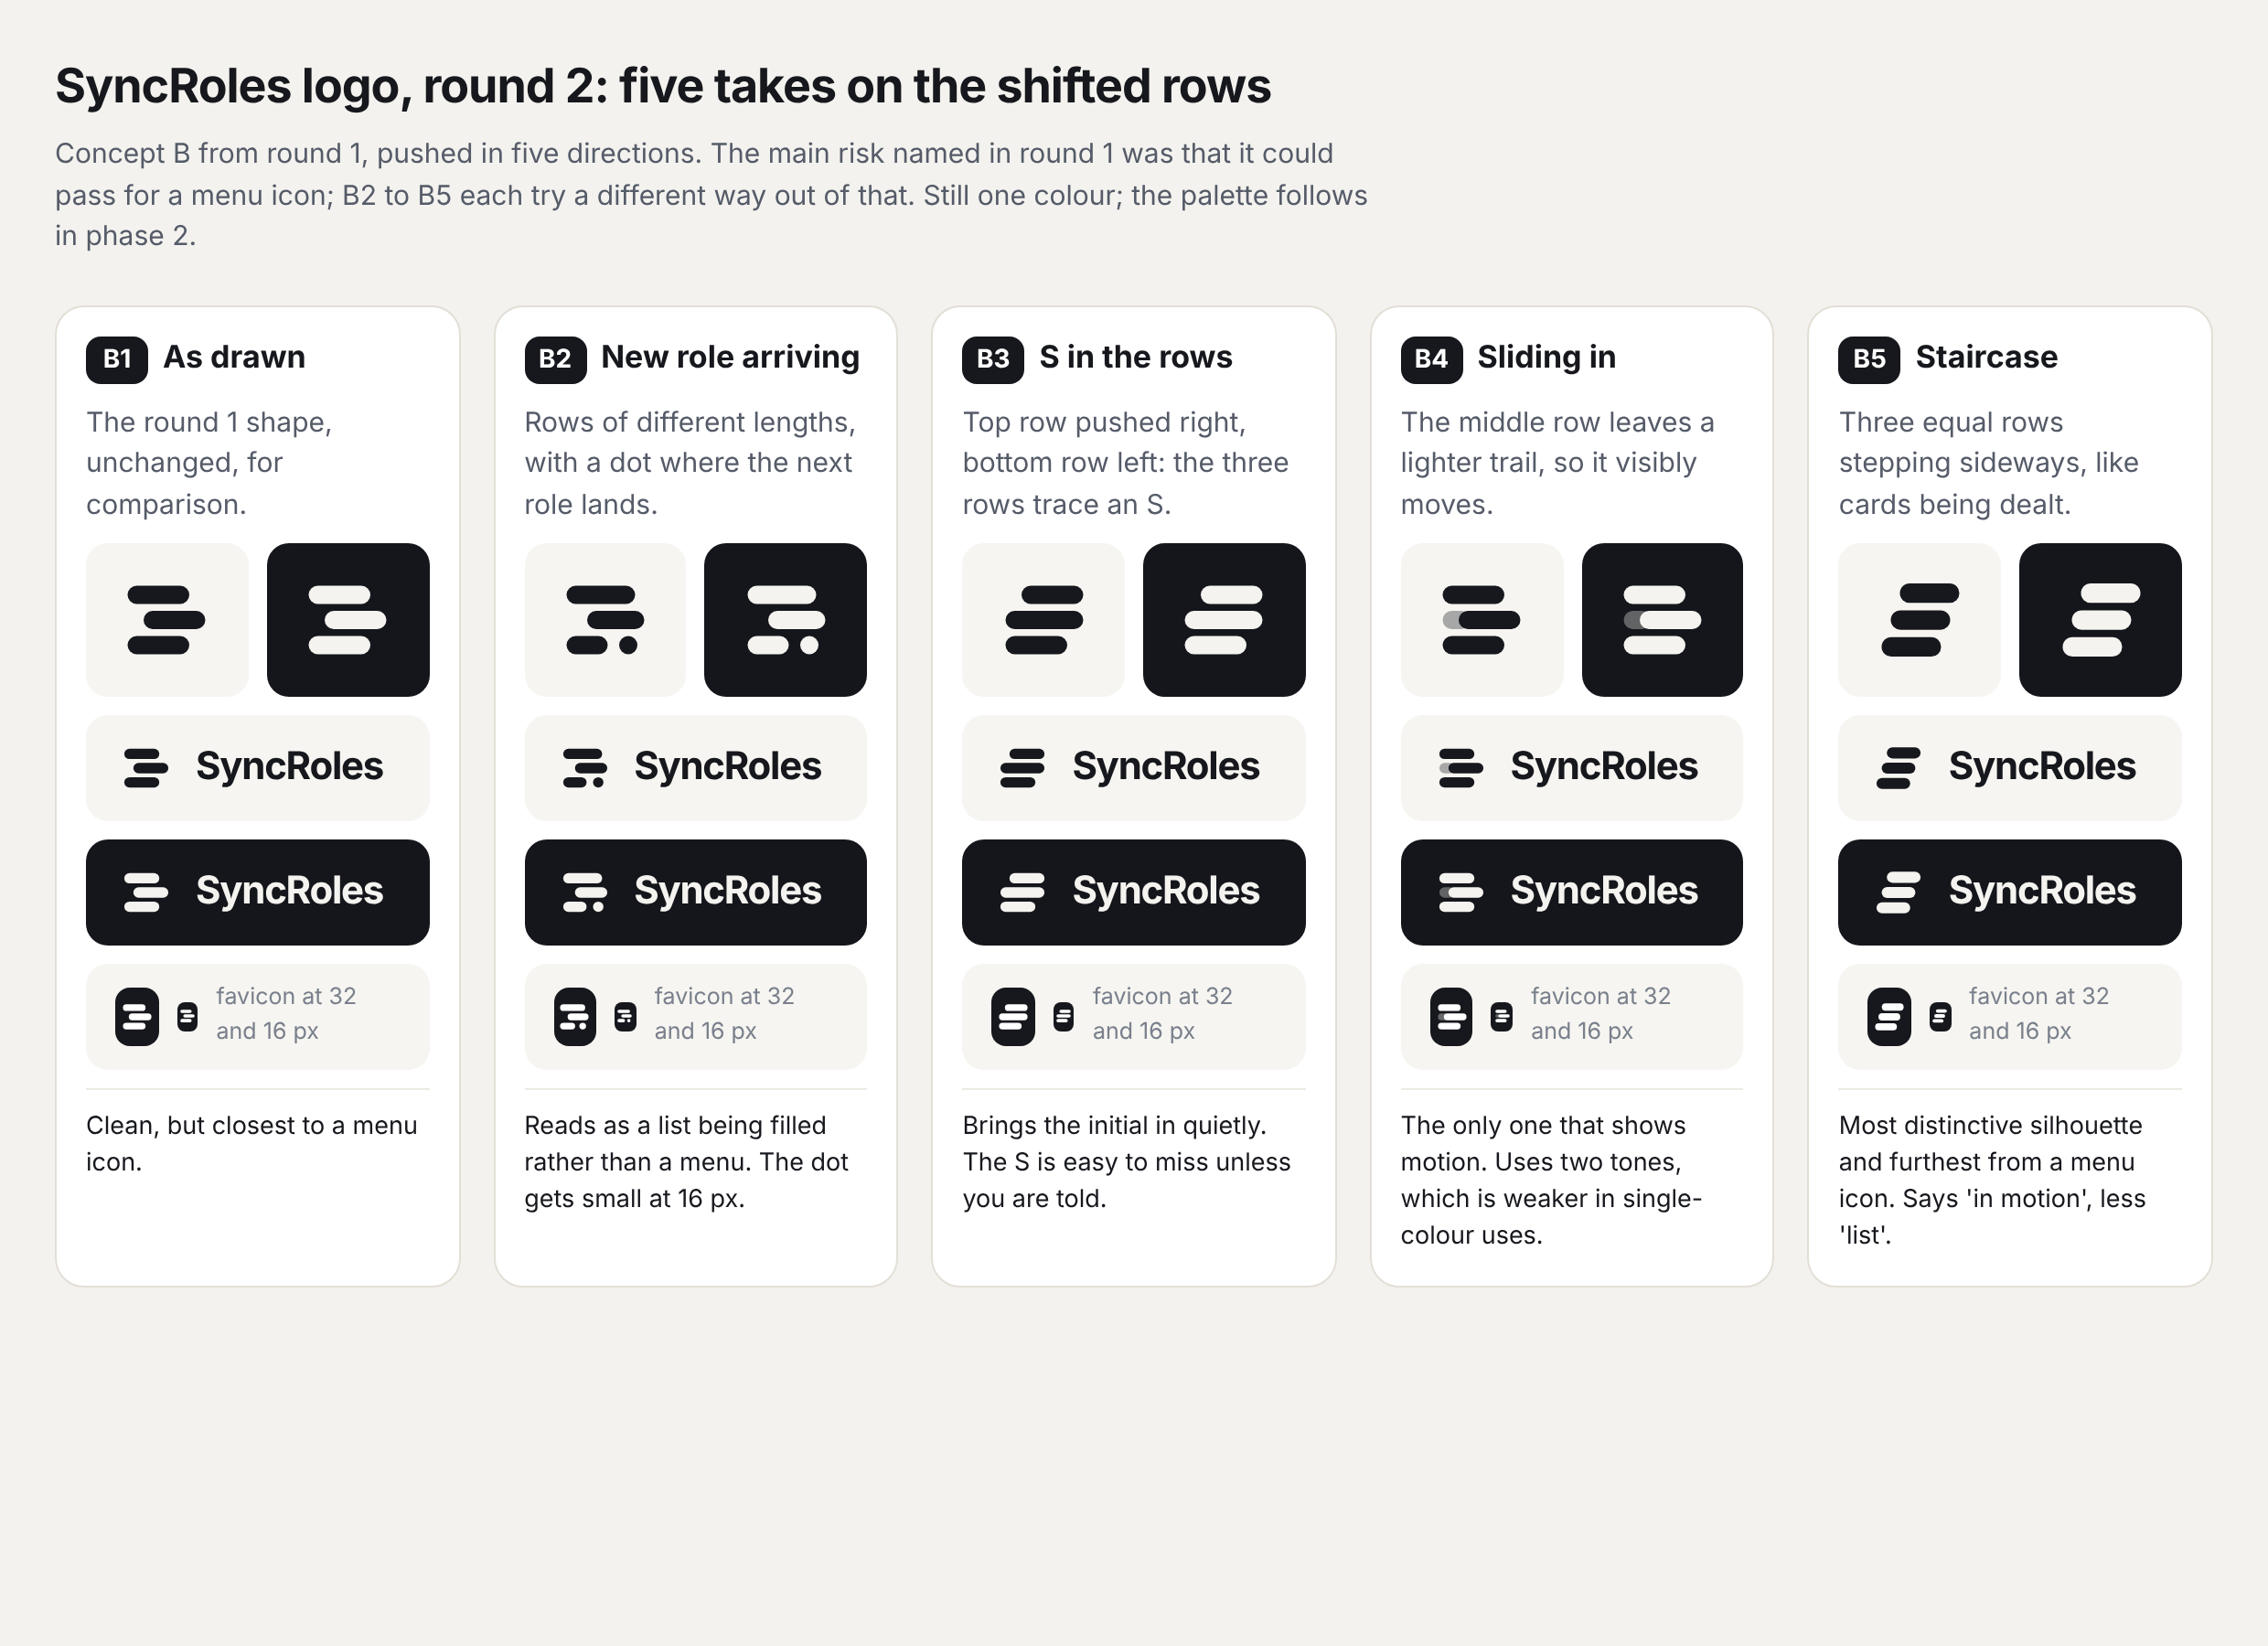 SyncRoles logo, round 2: five takes on the shifted rows
Concept B from round 1, pushed in five directions. The main risk named in round 1 was that it could
pass for a menu icon; B2 to B5 each try a different way out of that. Still one colour; the palette follows
in phase 2.
B1 As drawn
The round 1 shape,
unchanged, for
comparison.
SyncRoles
SyncRoles
favicon at 32
and 16 px
Clean, but closest to a menu
icon.
B2 New role arriving
Rows of different lengths,
with a dot where the next
role lands.
SyncRoles
SyncRoles
favicon at 32
and 16 px
Reads as a list being filled
rather than a menu. The dot
gets small at 16 px.
B3 S in the rows
Top row pushed right,
bottom row left: the three
rows trace an S.
SyncRoles
SyncRoles
favicon at 32
and 16 px
Brings the initial in quietly.
The S is easy to miss unless
you are told.
B4 Sliding in
The middle row leaves a
lighter trail, so it visibly
moves.
SyncRoles
SyncRoles
favicon at 32
and 16 px
The only one that shows
motion. Uses two tones,
which is weaker in single-
colour uses.
B5 Staircase
Three equal rows
stepping sideways, like
cards being dealt.
SyncRoles
SyncRoles
favicon at 32
and 16 px
Most distinctive silhouette
and furthest from a menu
icon. Says 'in motion', less
'list'.